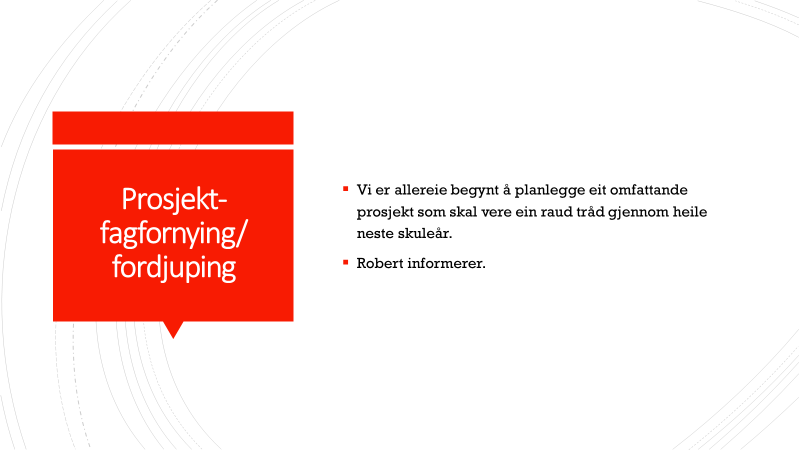 Prosjekt-
fagfornying/
fordjuping
▪ Vi er allereie begynt å planlegge eit omfattande
prosjekt som skal vere ein raud tråd gjennom heile
neste skuleår.
▪ Robert informerer.